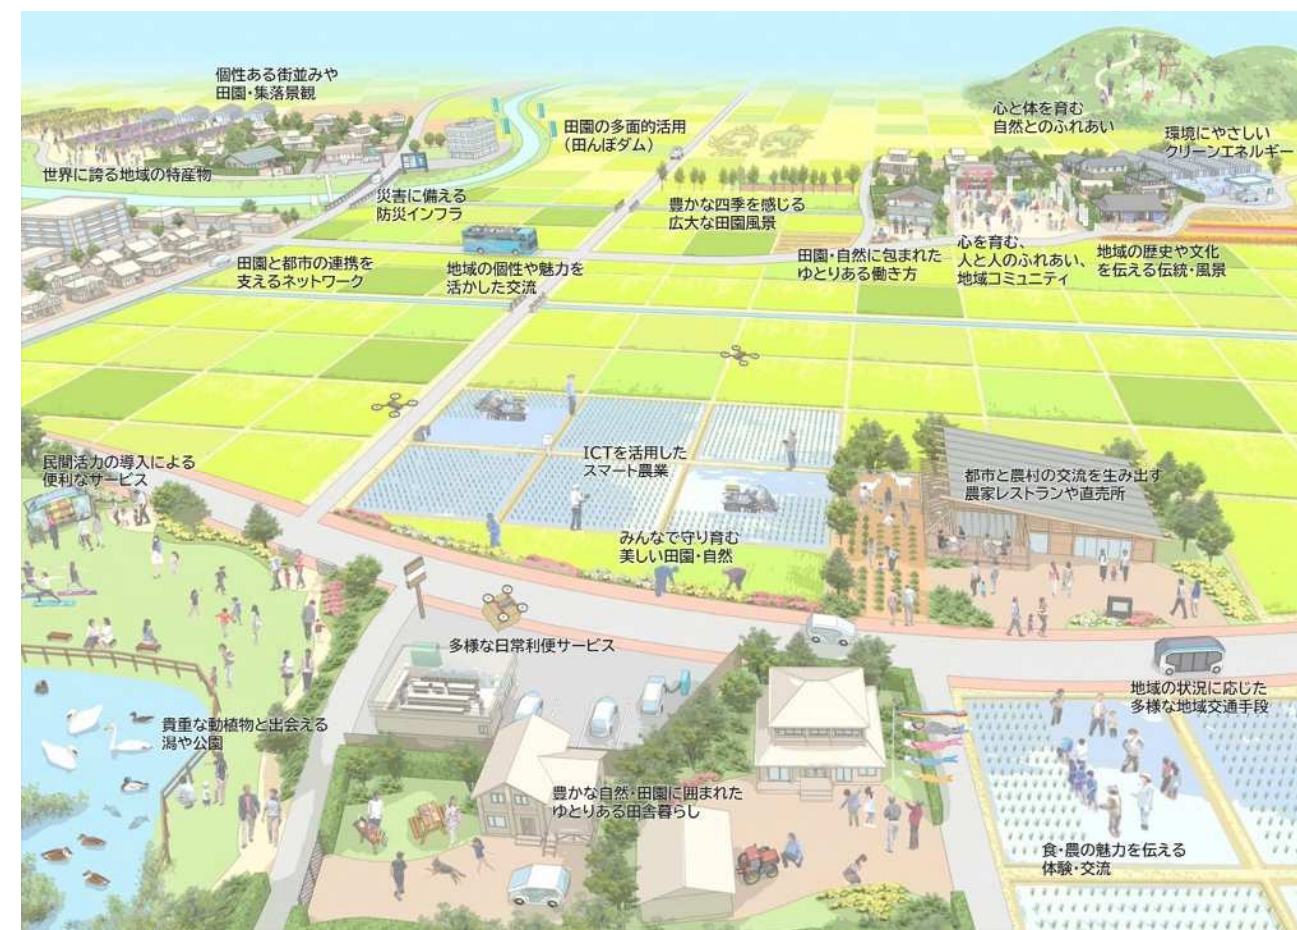 個性ある街並みや
田園・集落景観
世界に誇る地域の特産物
田園の多面的活用
（田んぼダム）
心と体を育む
自然とのふれあい
環境にやさしい
クリーンエネルギー
災害に備える
防災インフラ
豊かな四季を感じる
広大な田園風景
田園と都市の連携を
支えるネットワーク
地域の個性や魅力を
活かした交流
田園・自然に包まれた
ゆとりある働き方
心を育む、
人と人のふれあい、
地域コミュニティ
地域の歴史や文化
を伝える伝統・風景
民間活力の導入による
便利なサービス
ICTを活用した
スマート農業
都市と農村の交流を生み出す
農家レストランや直売所
みんなで守り育む
美しい田園・自然
多様な日常利便サービス
地域の状況に応じた
多様な地域交通手段
貴重な動植物と出会える
潟や公園
豊かな自然・田園に囲まれた
ゆとりある田舎暮らし
食・農の魅力を伝える
体験・交流